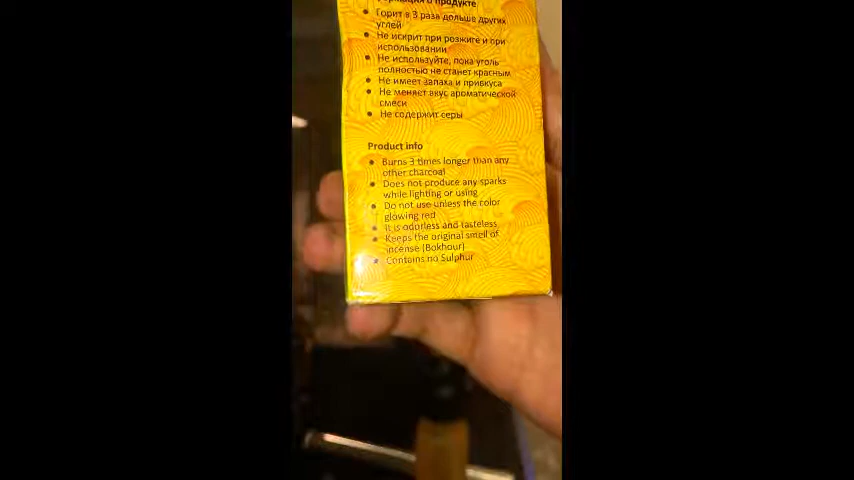 формация о продукте
• Горит в 3 раза дольше других
углей
• Не искрит при розжиге и при
использовании
• Не используйте, пока уголь
полностью не станет красным
• Не имеет запаха и привкуса
• Не меняет вкус ароматической
смеси
• Не содержит серы
Product info
• Burns 3 times longer than any
other charcoal
• Does not produce any sparks
while lighting or using
• Do not use unless the color
glowing red
• It is odorless and tasteless
• Keeps the original smell of
incense (Bokhour)
• Contains no Sulphur